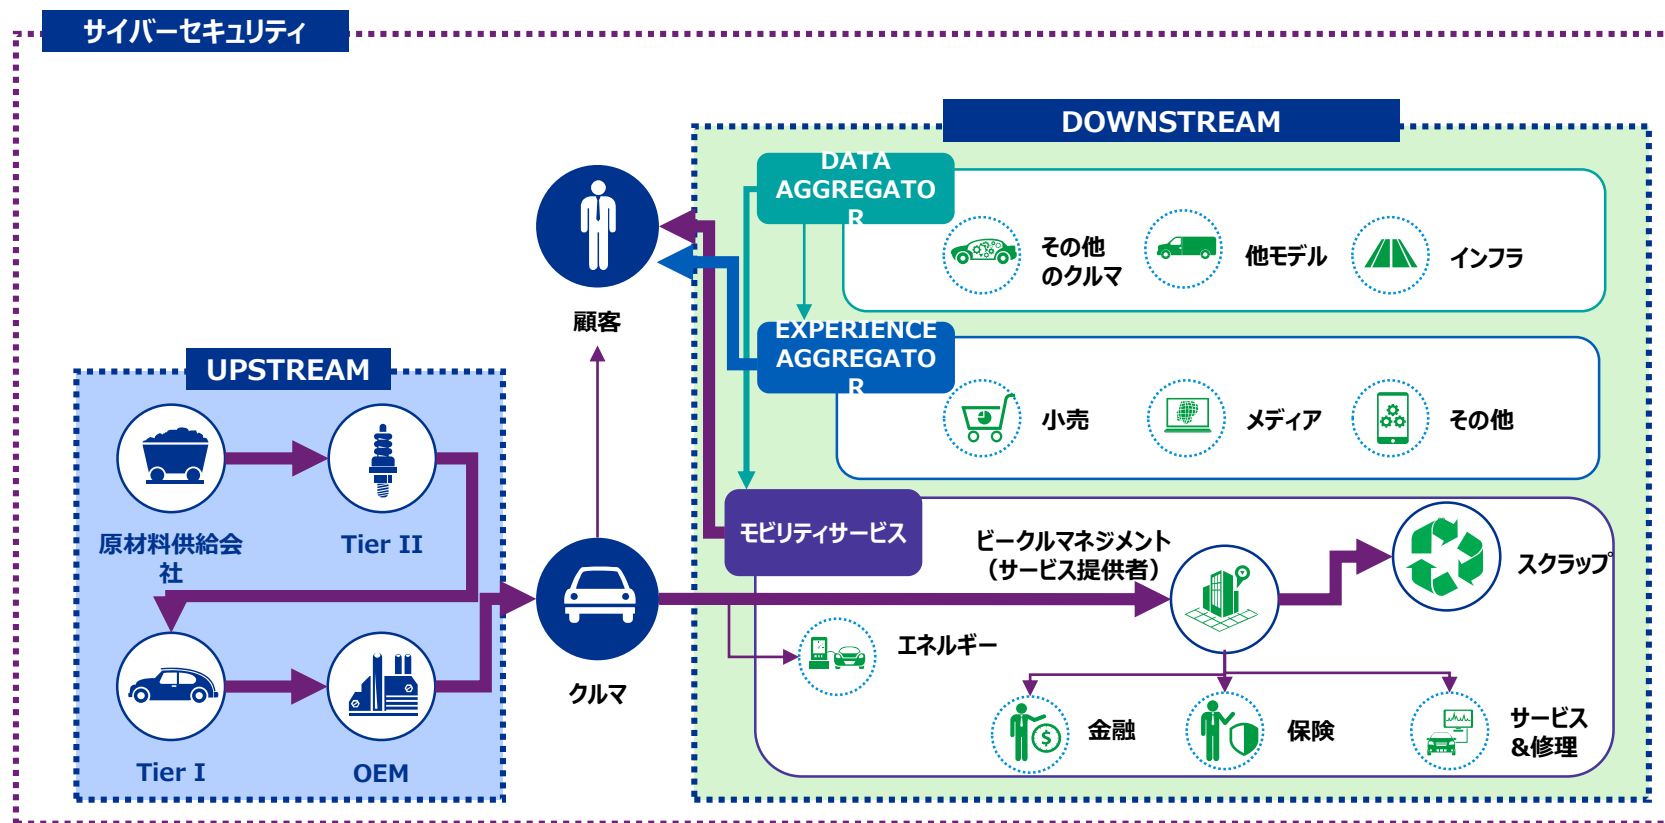 サイバーセキュリティ
DOWNSTREAM
DATA
AGGREGATO
R
その他
のクルマ
他モデル
インフラ
顧客
EXPERIENCE
AGGREGATO
R
小売
メディア
その他
UPSTREAM
原材料供給会
社
Tier II
Tier I
OEM
クルマ
モビリティサービス
ビークルマネジメント
（サービス提供者）
スクラップ
エネルギー
金融
保険
サービス
&修理